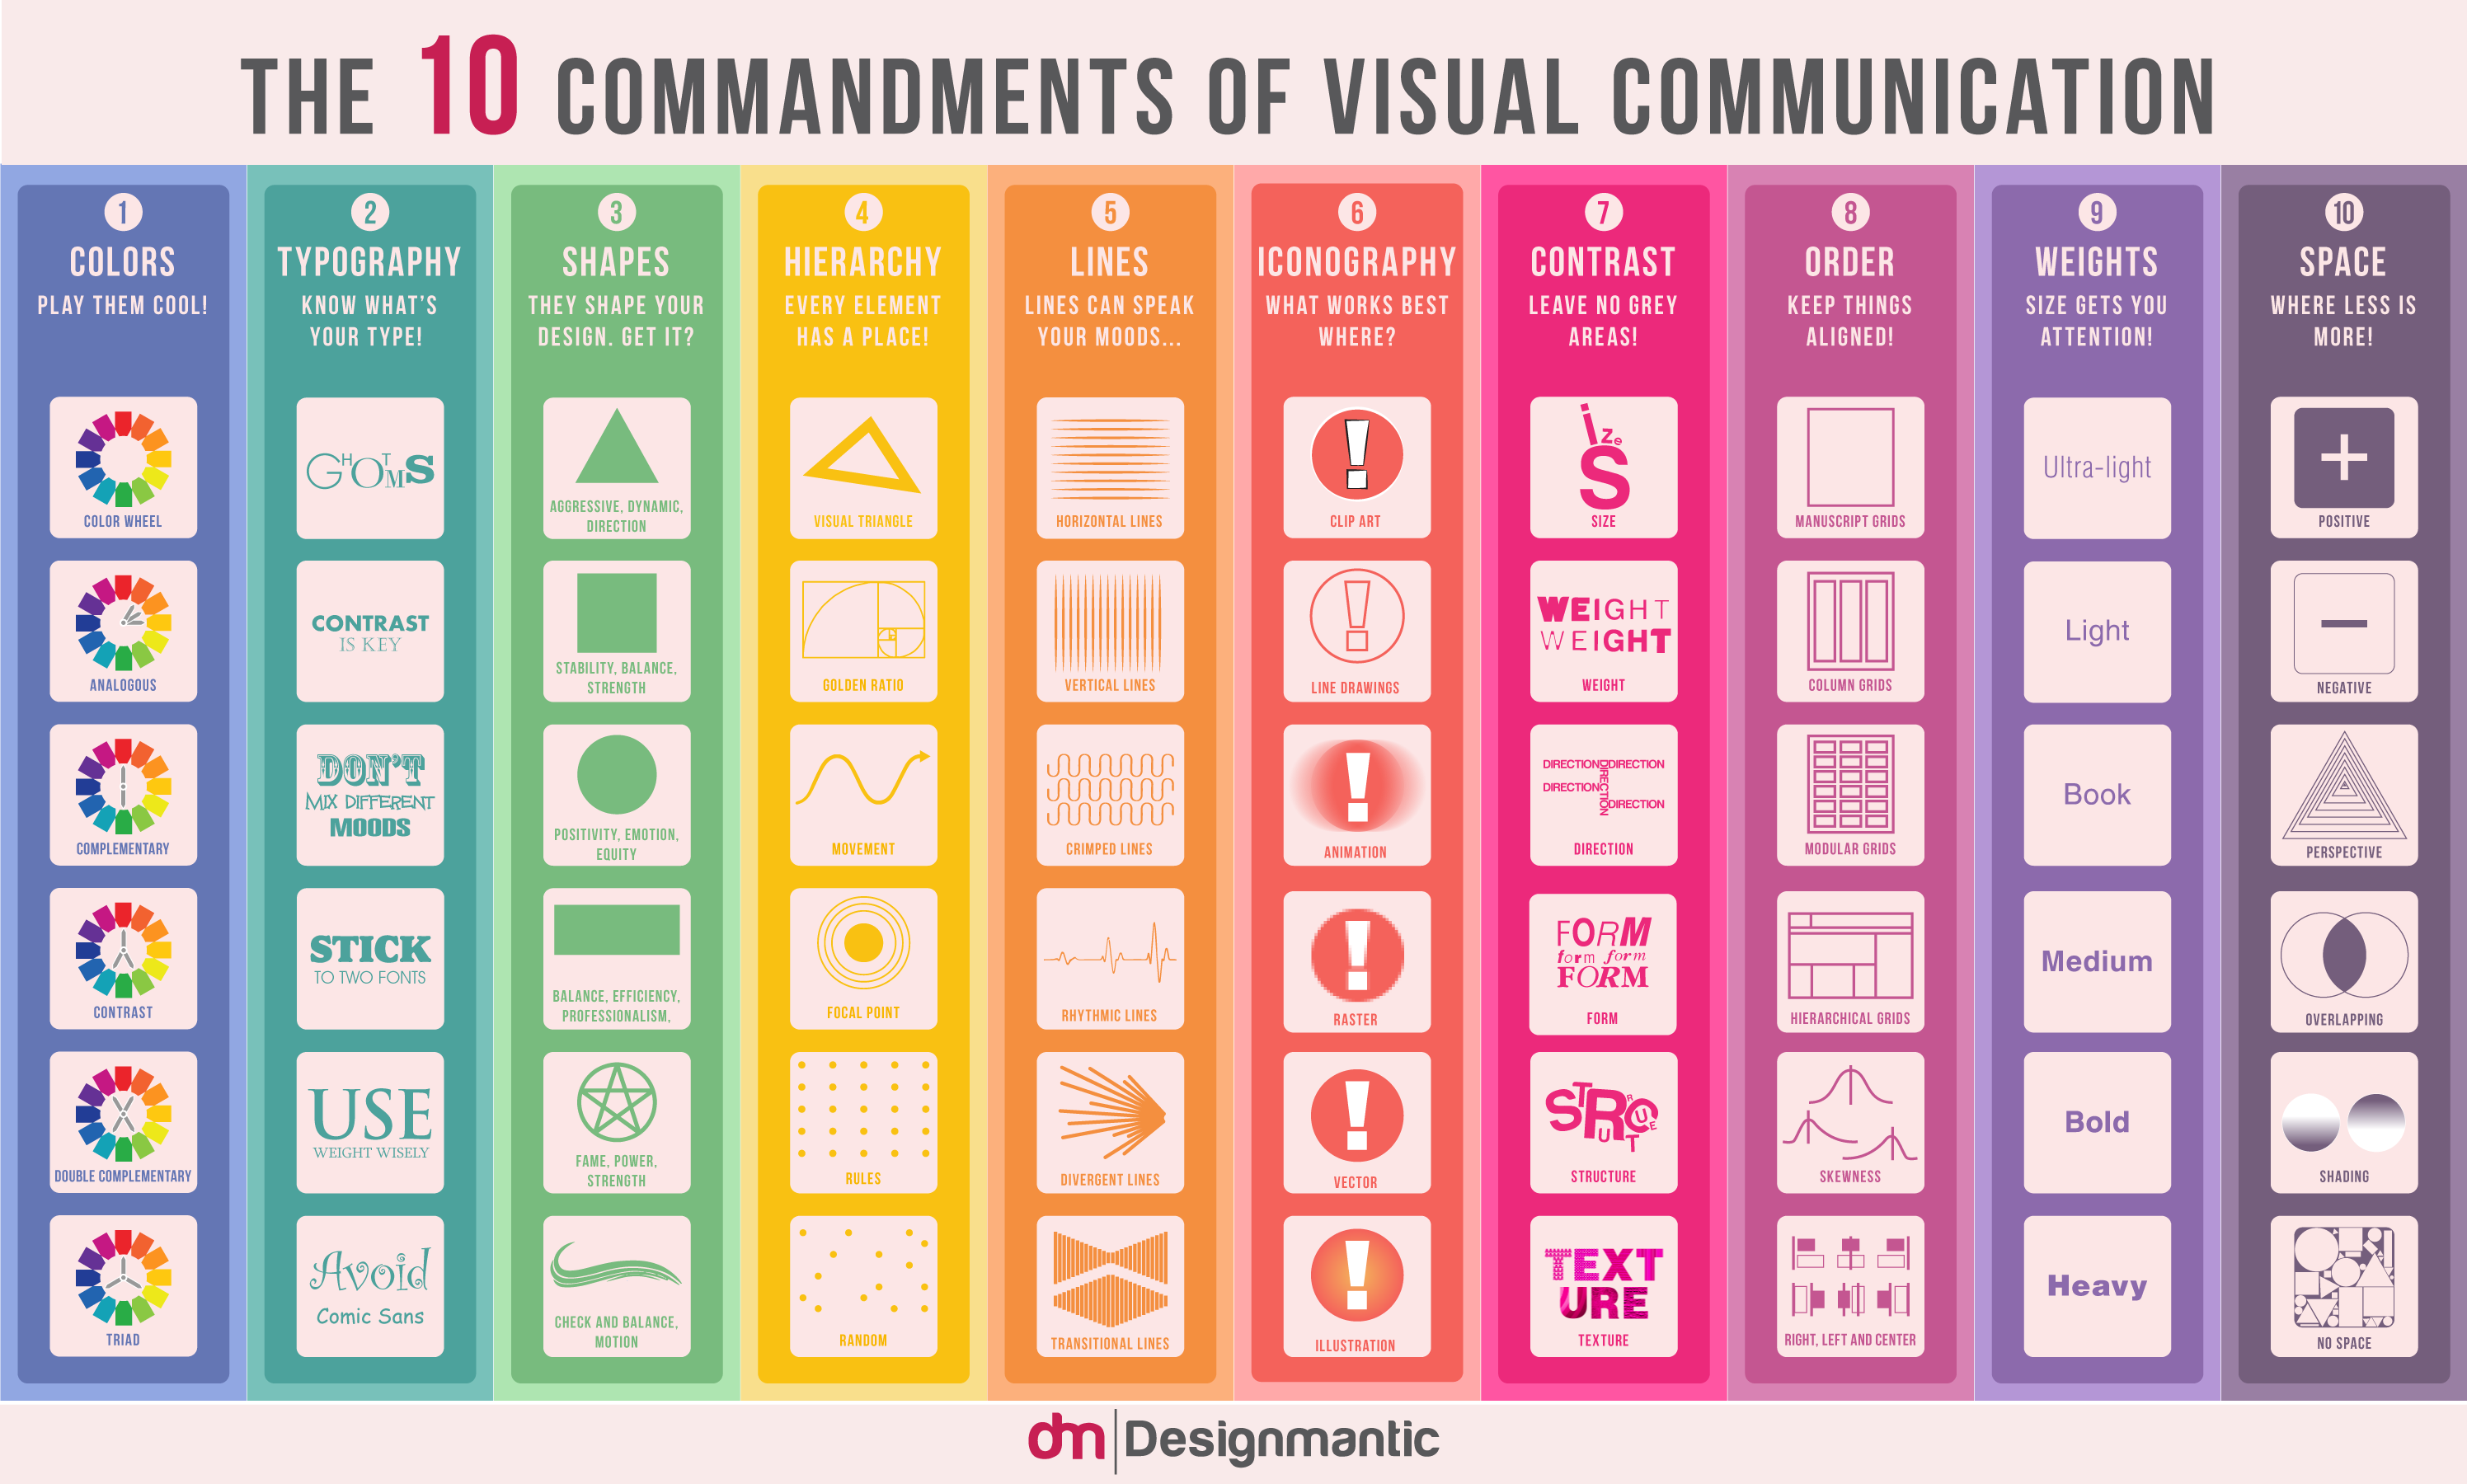 THE 10 COMMANDMENTS OF VISUAL COMMUNICATION
1
COLORS
PLAY THEM COOL!
COLOR WHEEL
ANALOGOUS
COMPLEMENTARY
CONTRAST
DOUBLE COMPLEMENTARY
TRIAD
2
TYPOGRAPHY
KNOW WHAT'S
YOUR TYPE!
GHOTMS
CONTRAST
IS KEY
DON'T
MIX DIFFERENT
MOODS
STICK
TO TWO FONTS
USE
WEIGHT WISELY
Avoid
Comic Sans
3
SHAPES
THEY SHAPE YOUR
DESIGN. GET IT?
AGGRESSIVE, DYNAMIC,
DIRECTION
STABILITY, BALANCE,
STRENGTH
POSITIVITY, EMOTION,
EQUITY
BALANCE, EFFICIENCY,
PROFESSIONALISM,
FAME, POWER,
STRENGTH
CHECK AND BALANCE,
MOTION
4
HIERARCHY
EVERY ELEMENT
HAS A PLACE!
VISUAL TRIANGLE
GOLDEN RATIO
MOVEMENT
FOCAL POINT
RULES
RANDOM
5
LINES
LINES CAN SPEAK
YOUR MOODS...
HORIZONTAL LINES
VERTICAL LINES
CRIMPED LINES
RHYTHMIC LINES
DIVERGENT LINES
TRANSITIONAL LINES
6
ICONOGRAPHY
WHAT WORKS BEST
WHERE?
!
CLIP ART
!
LINE DRAWINGS
!
ANIMATION
!
RASTER
!
VECTOR
!
ILLUSTRATION
7
CONTRAST
LEAVE NO GREY
AREAS!
Size
SIZE
WEIGHT
WEIGHT
WEIGHT
DIRECTION DIRECTION
DIRECTION DIRECTION
DIRECTION
DIRECTION
FORM
form form
FORM
FORM
STRUCTURE
STRUCTURE
TEXT
URE
TEXTURE
8
ORDER
KEEP THINGS
ALIGNED!
MANUSCRIPT GRIDS
COLUMN GRIDS
MODULAR GRIDS
HIERARCHICAL GRIDS
SKEWNESS
RIGHT, LEFT AND CENTER
9
WEIGHTS
SIZE GETS YOU
ATTENTION!
Ultra-light
Light
Book
Medium
Bold
Heavy
10
SPACE
WHERE LESS IS
MORE!
+
POSITIVE
−
NEGATIVE
PERSPECTIVE
OVERLAPPING
SHADING
NO SPACE
dm Designmantic